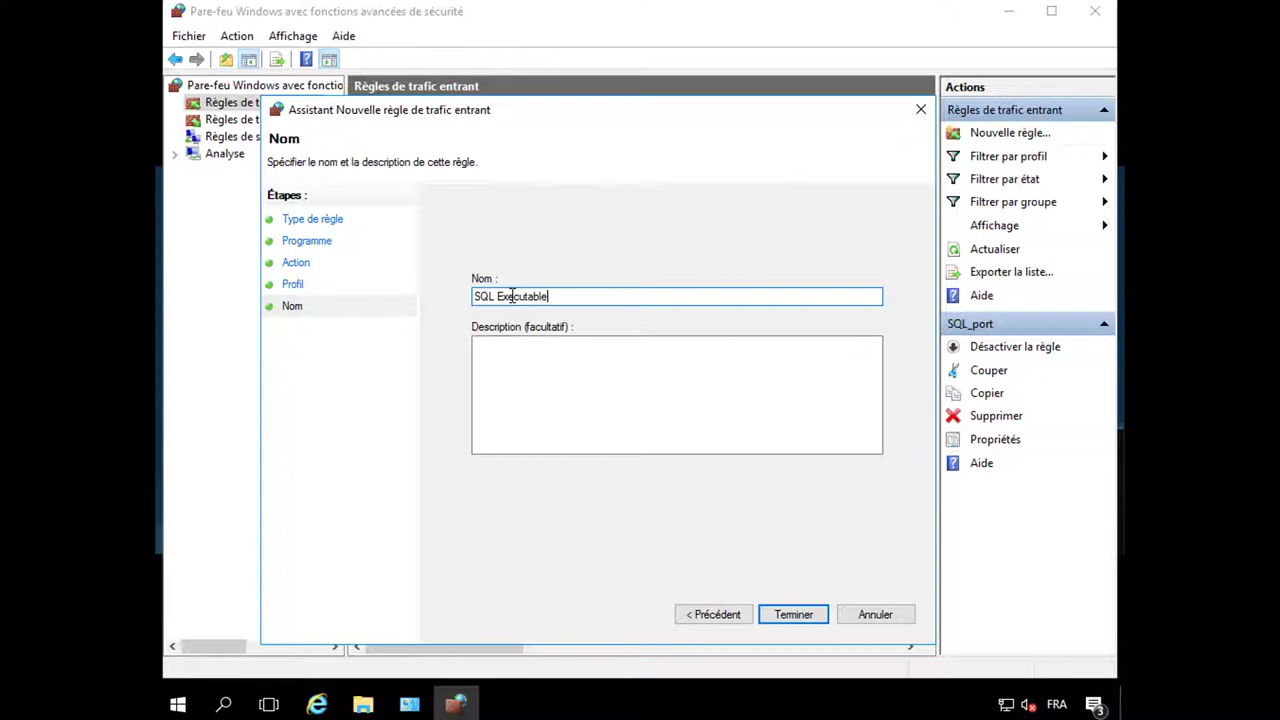 Pare-feu Windows avec fonctions avancées de sécurité
Fichier Action Affichage Aide
Pare-feu Windows avec fonctio
Règles de t
Règles de t
Règles de s
Analyse
Règles de trafic entrant
Assistant Nouvelle règle de trafic entrant
Nom
Spécifier le nom et la description de cette règle.
Étapes :
Type de règle
Programme
Action
Profil
Nom
Nom :
SQL Executable
Description (facultatif) :
< Précédent Terminer Annuler
Actions
Règles de trafic entrant
Nouvelle règle...
Filtrer par profil
Filtrer par état
Filtrer par groupe
Affichage
Actualiser
Exporter la liste...
Aide
SQL_port
Désactiver la règle
Couper
Copier
Supprimer
Propriétés
Aide
FRA
3